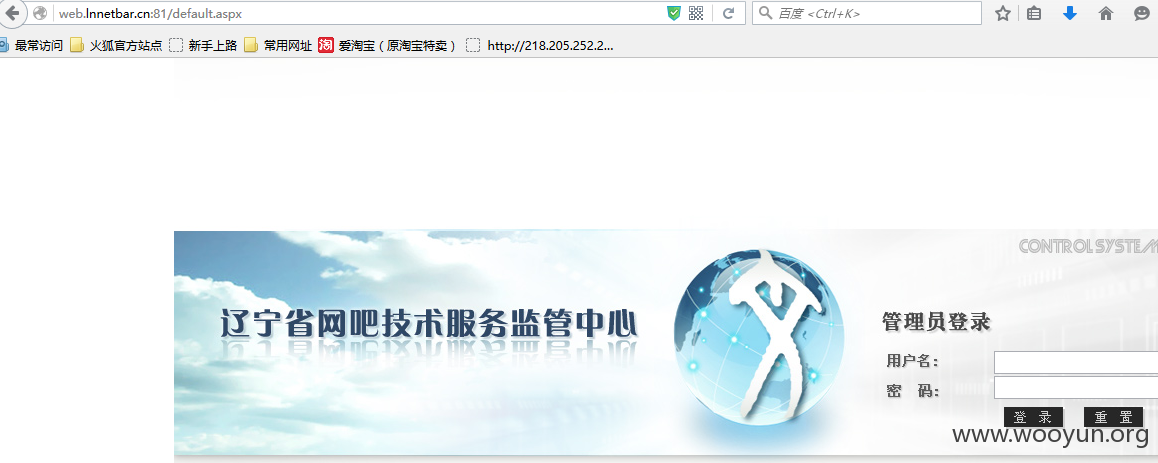 web.lnnetbar.cn:81/default.aspx
百度 <Ctrl+K>
最常访问 火狐官方站点 新手上路 常用网址 淘 爱淘宝（原淘宝特卖） http://218.205.252.2...
CONTROL SYSTEM
辽宁省网吧技术服务监管中心
管理员登录
用户名：
密 码：
登 录 重 置
www.wooyun.org